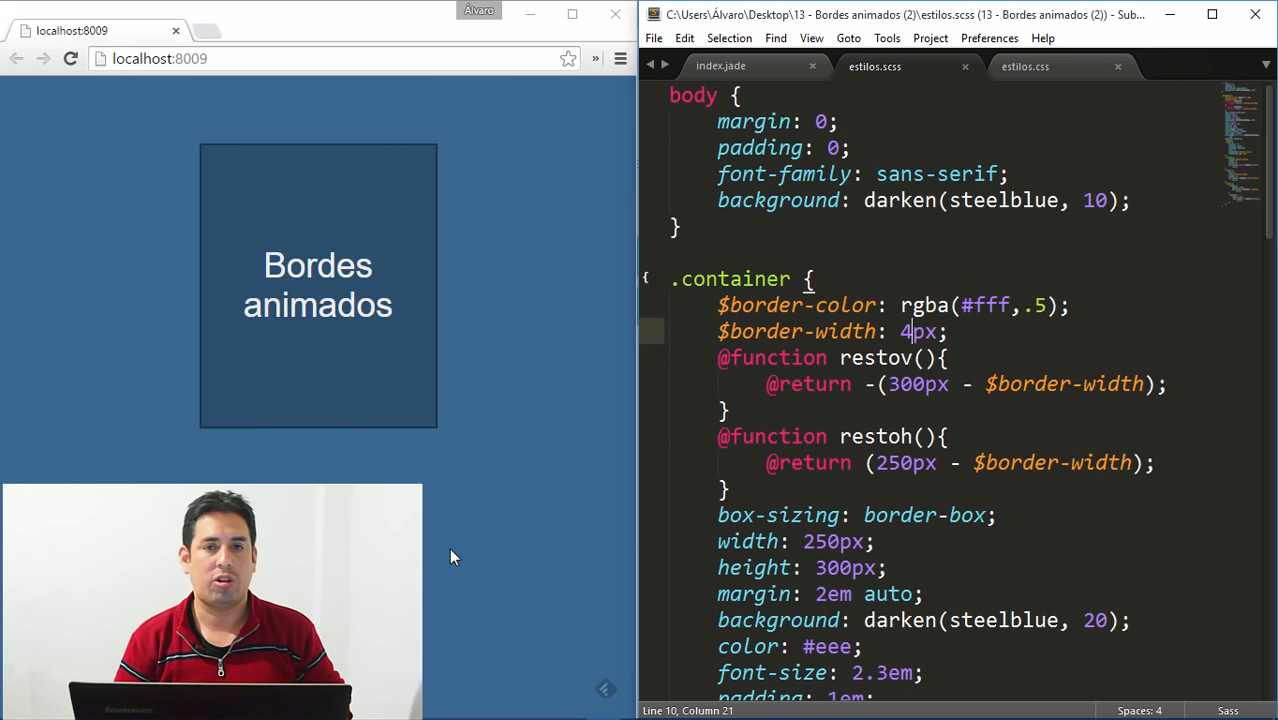 Álvaro
localhost:8009
localhost:8009
Bordes
animados
C:\Users\Álvaro\Desktop\13 - Bordes animados (2)\estilos.scss (13 - Bordes animados (2)) - Sub...
File Edit Selection Find View Goto Tools Project Preferences Help
index.jade estilos.scss estilos.css
body {
margin: 0;
padding: 0;
font-family: sans-serif;
background: darken(steelblue, 10);
}
.container {
$border-color: rgba(#fff,.5);
$border-width: 4px;
@function restov(){
@return -(300px - $border-width);
}
@function restoh(){
@return (250px - $border-width);
}
box-sizing: border-box;
width: 250px;
height: 300px;
margin: 2em auto;
background: darken(steelblue, 20);
color: #eee;
font-size: 2.3em;
padding: 1em;
Line 10, Column 21 Spaces: 4 Sass